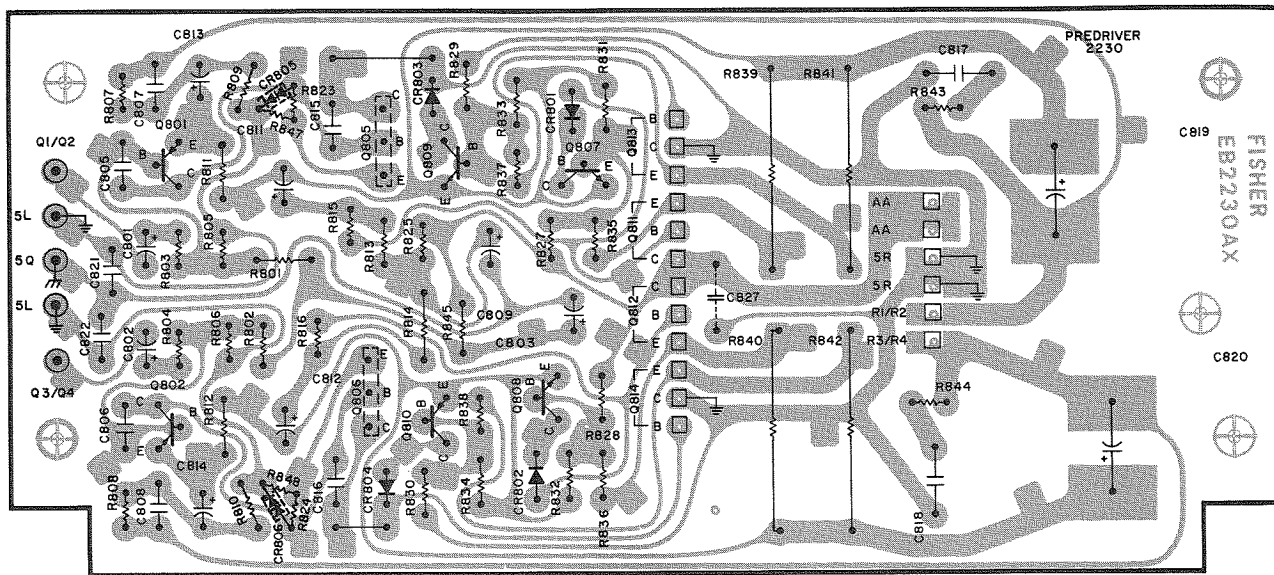 C813
R809
CR805
R823
CR803
R829
R831
R807
C807
C811
R847
C815
C
Q805
B
E
Q809
C
B
E
R833
CR801
Q807
B
C
E
R837
Q801
E
B
C
R811
C805
Q1/Q2
5L
5Q
5L
Q3/Q4
C821
C801
R803
R805
R801
R815
R813
R825
R827
R835
C822
C802
R804
R806
R802
R816
R814
R845
C809
C803
Q802
C
B
E
R812
C806
C814
C812
E
Q806
B
C
Q810
E
B
C
R838
Q808
E
B
C
R828
R808
C808
R810
R848
R824
CR806
C816
CR804
R830
R834
CR802
R832
R836
B
Q813
C
E
E
Q811
B
C
C
Q812
B
E
E
Q814
C
B
C827
R839
R841
R840
R842
C817
R843
AA
AA
5R
5R
R1/R2
R3/R4
R844
C818
PREDRIVER
2230
C819
C820
FISHER
EB2230AX